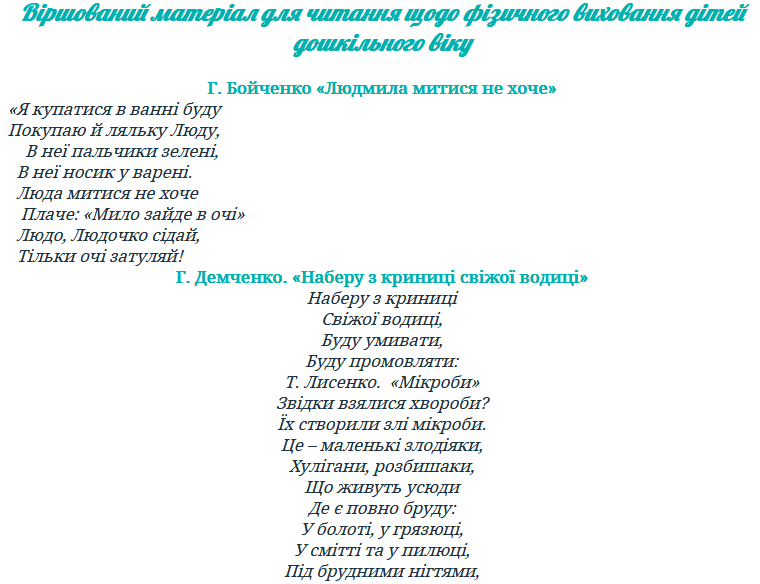 Віршований матеріал для читання щодо фізичного виховання дітей
дошкільного віку
Г. Бойченко «Людмила митися не хоче»
«Я купатися в ванні буду
Покупаю й ляльку Люду,
В неї пальчики зелені,
В неї носик у варені.
Люда митися не хоче
Плаче: «Мило зайде в очі»
Людо, Людочко сідай,
Тільки очі затуляй!
Г. Демченко. «Наберу з криниці свіжої водиці»
Наберу з криниці
Свіжої водиці,
Буду умивати,
Буду промовляти:
Т. Лисенко. «Мікроби»
Звідки взялися хвороби?
Їх створили злі мікроби.
Це – маленькі злодіяки,
Хулігани, розбишаки,
Що живуть усюди
Де є повно бруду:
У болоті, у грязюці,
У смітті та у пилюці,
Під брудними нігтями,